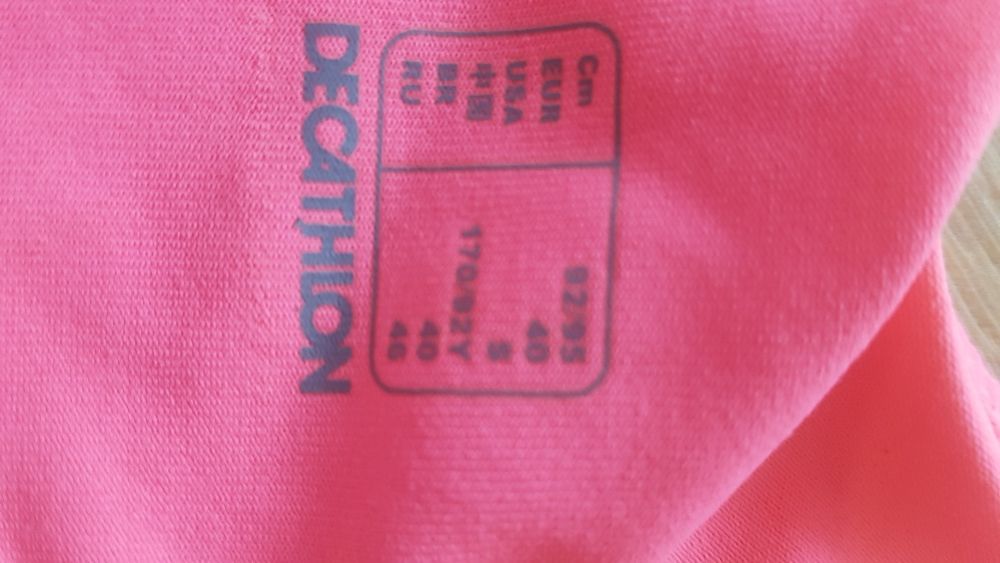 Cm 92/95
EUR 40
USA S
中国 170/92Y
BR 40
RU 46
DECATHLON